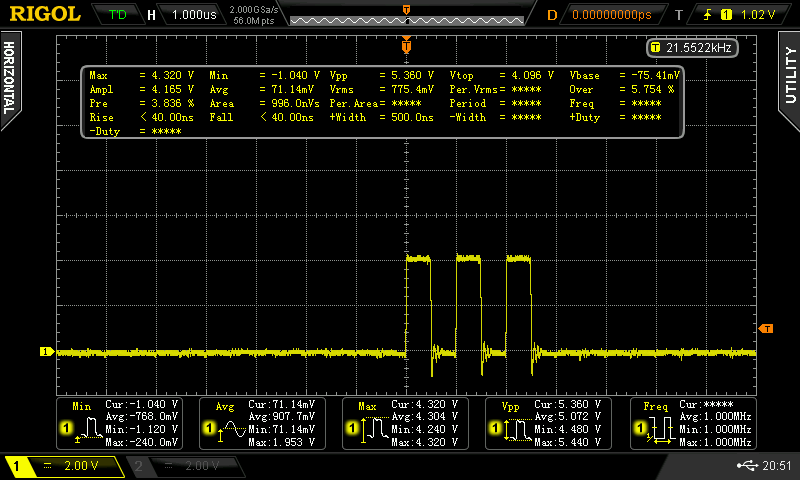 RIGOL T'D H 1.000us 2.000GSa/s 56.0M pts D 0.00000000ps T 1 1.02 V
HORIZONTAL
UTILITY
T
T 21.5522kHz
Max = 4.320 V Min = -1.040 V Vpp = 5.360 V Vtop = 4.096 V Vbase = -75.41mV
Ampl = 4.165 V Avg = 71.14mV Vrms = 775.4mV Per.Vrms= ***** Over = 5.754 %
Pre = 3.836 % Area = 996.0nVs Per.Area= ***** Period = ***** Freq = *****
Rise < 40.00ns Fall < 40.00ns +Width = 500.0ns -Width = ***** +Duty = *****
-Duty = *****
T
1
Min Cur:-1.040 V
Avg:-768.0mV
1 Min:-1.120 V
Max:-240.0mV
Avg Cur:71.14mV
Avg:907.7mV
1 Min:71.14mV
Max:1.953 V
Max Cur:4.320 V
Avg:4.304 V
1 Min:4.240 V
Max:4.320 V
Vpp Cur:5.360 V
Avg:5.072 V
1 Min:4.480 V
Max:5.440 V
Freq Cur:*****
Avg:1.000MHz
1 Min:1.000MHz
Max:1.000MHz
1 2.00 V 2 2.00 V 20:51